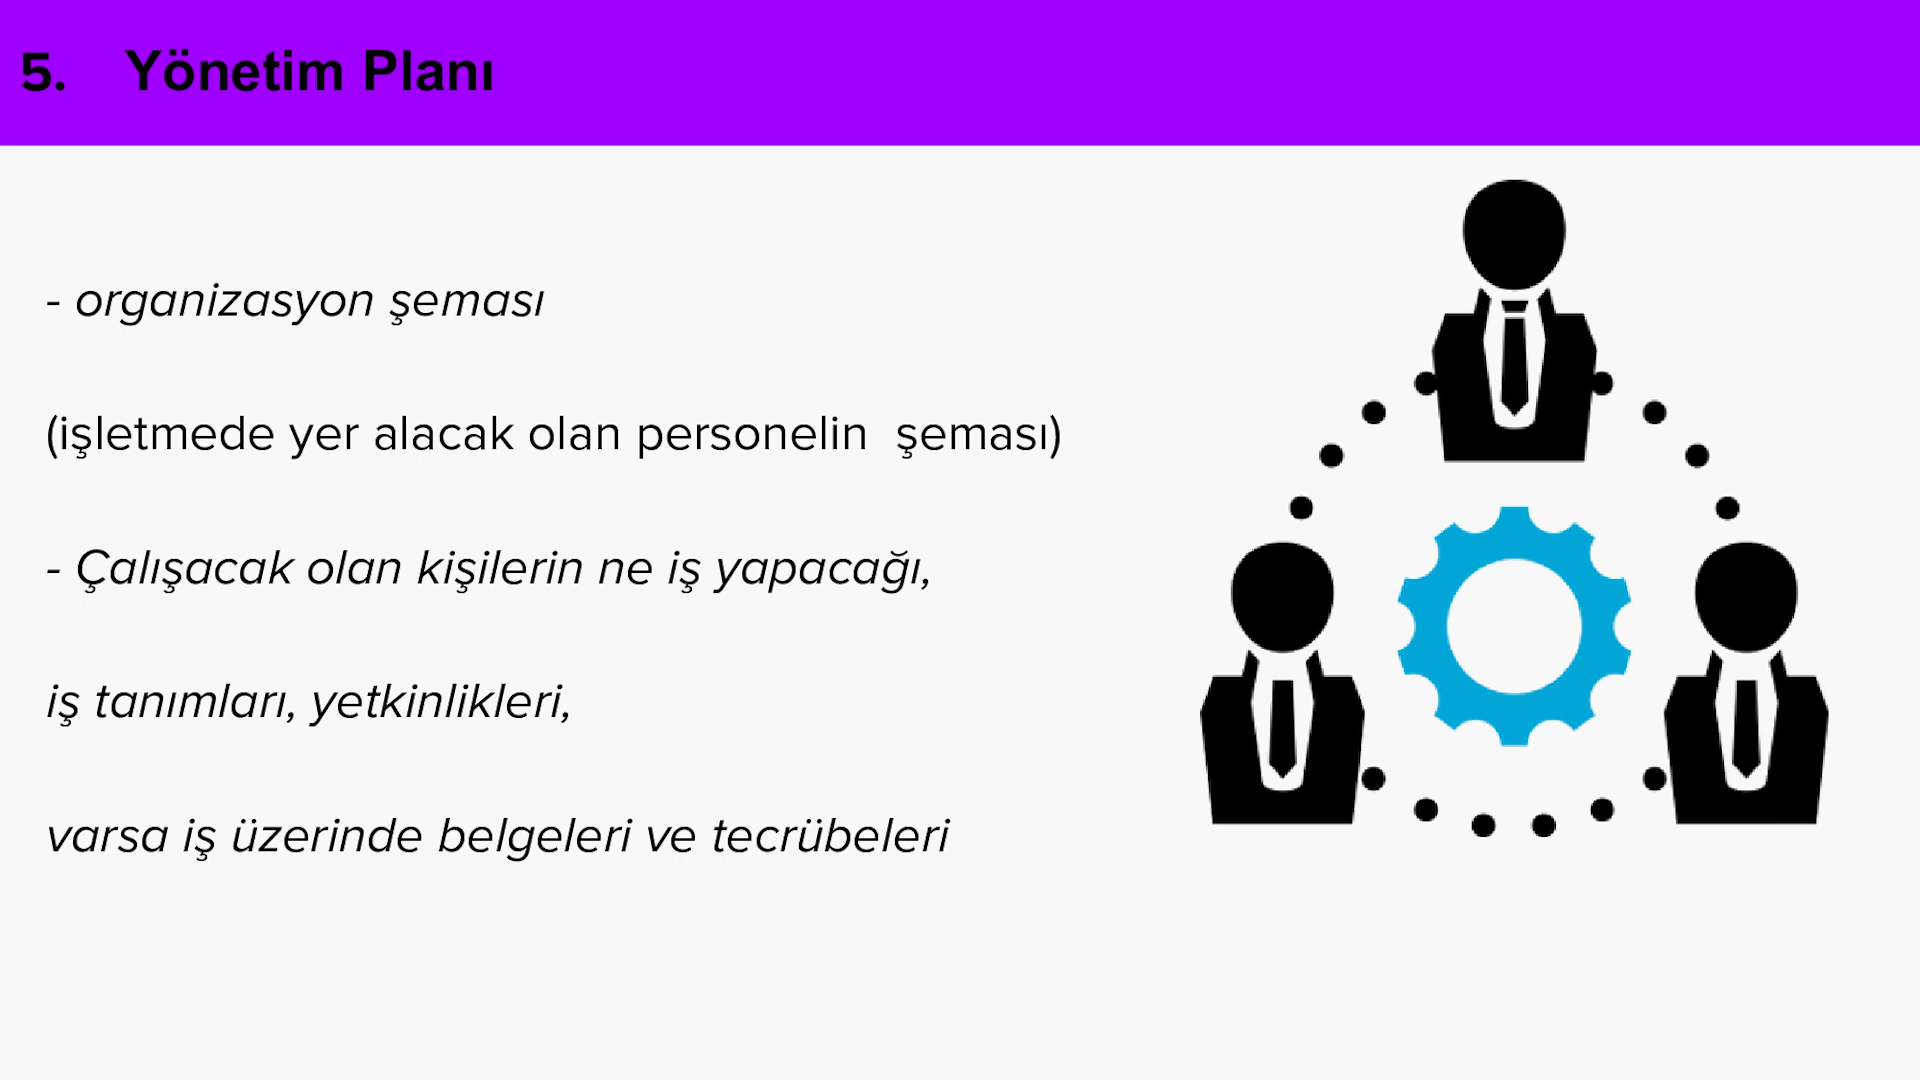 5. Yönetim Planı
- organizasyon şeması
(işletmede yer alacak olan personelin  şeması)
- Çalışacak olan kişilerin ne iş yapacağı,
iş tanımları, yetkinlikleri,
varsa iş üzerinde belgeleri ve tecrübeleri